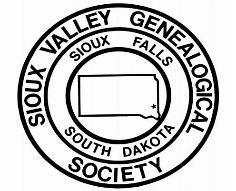 SIOUX VALLEY GENEALOGICAL
SOCIETY
SIOUX FALLS
SOUTH DAKOTA